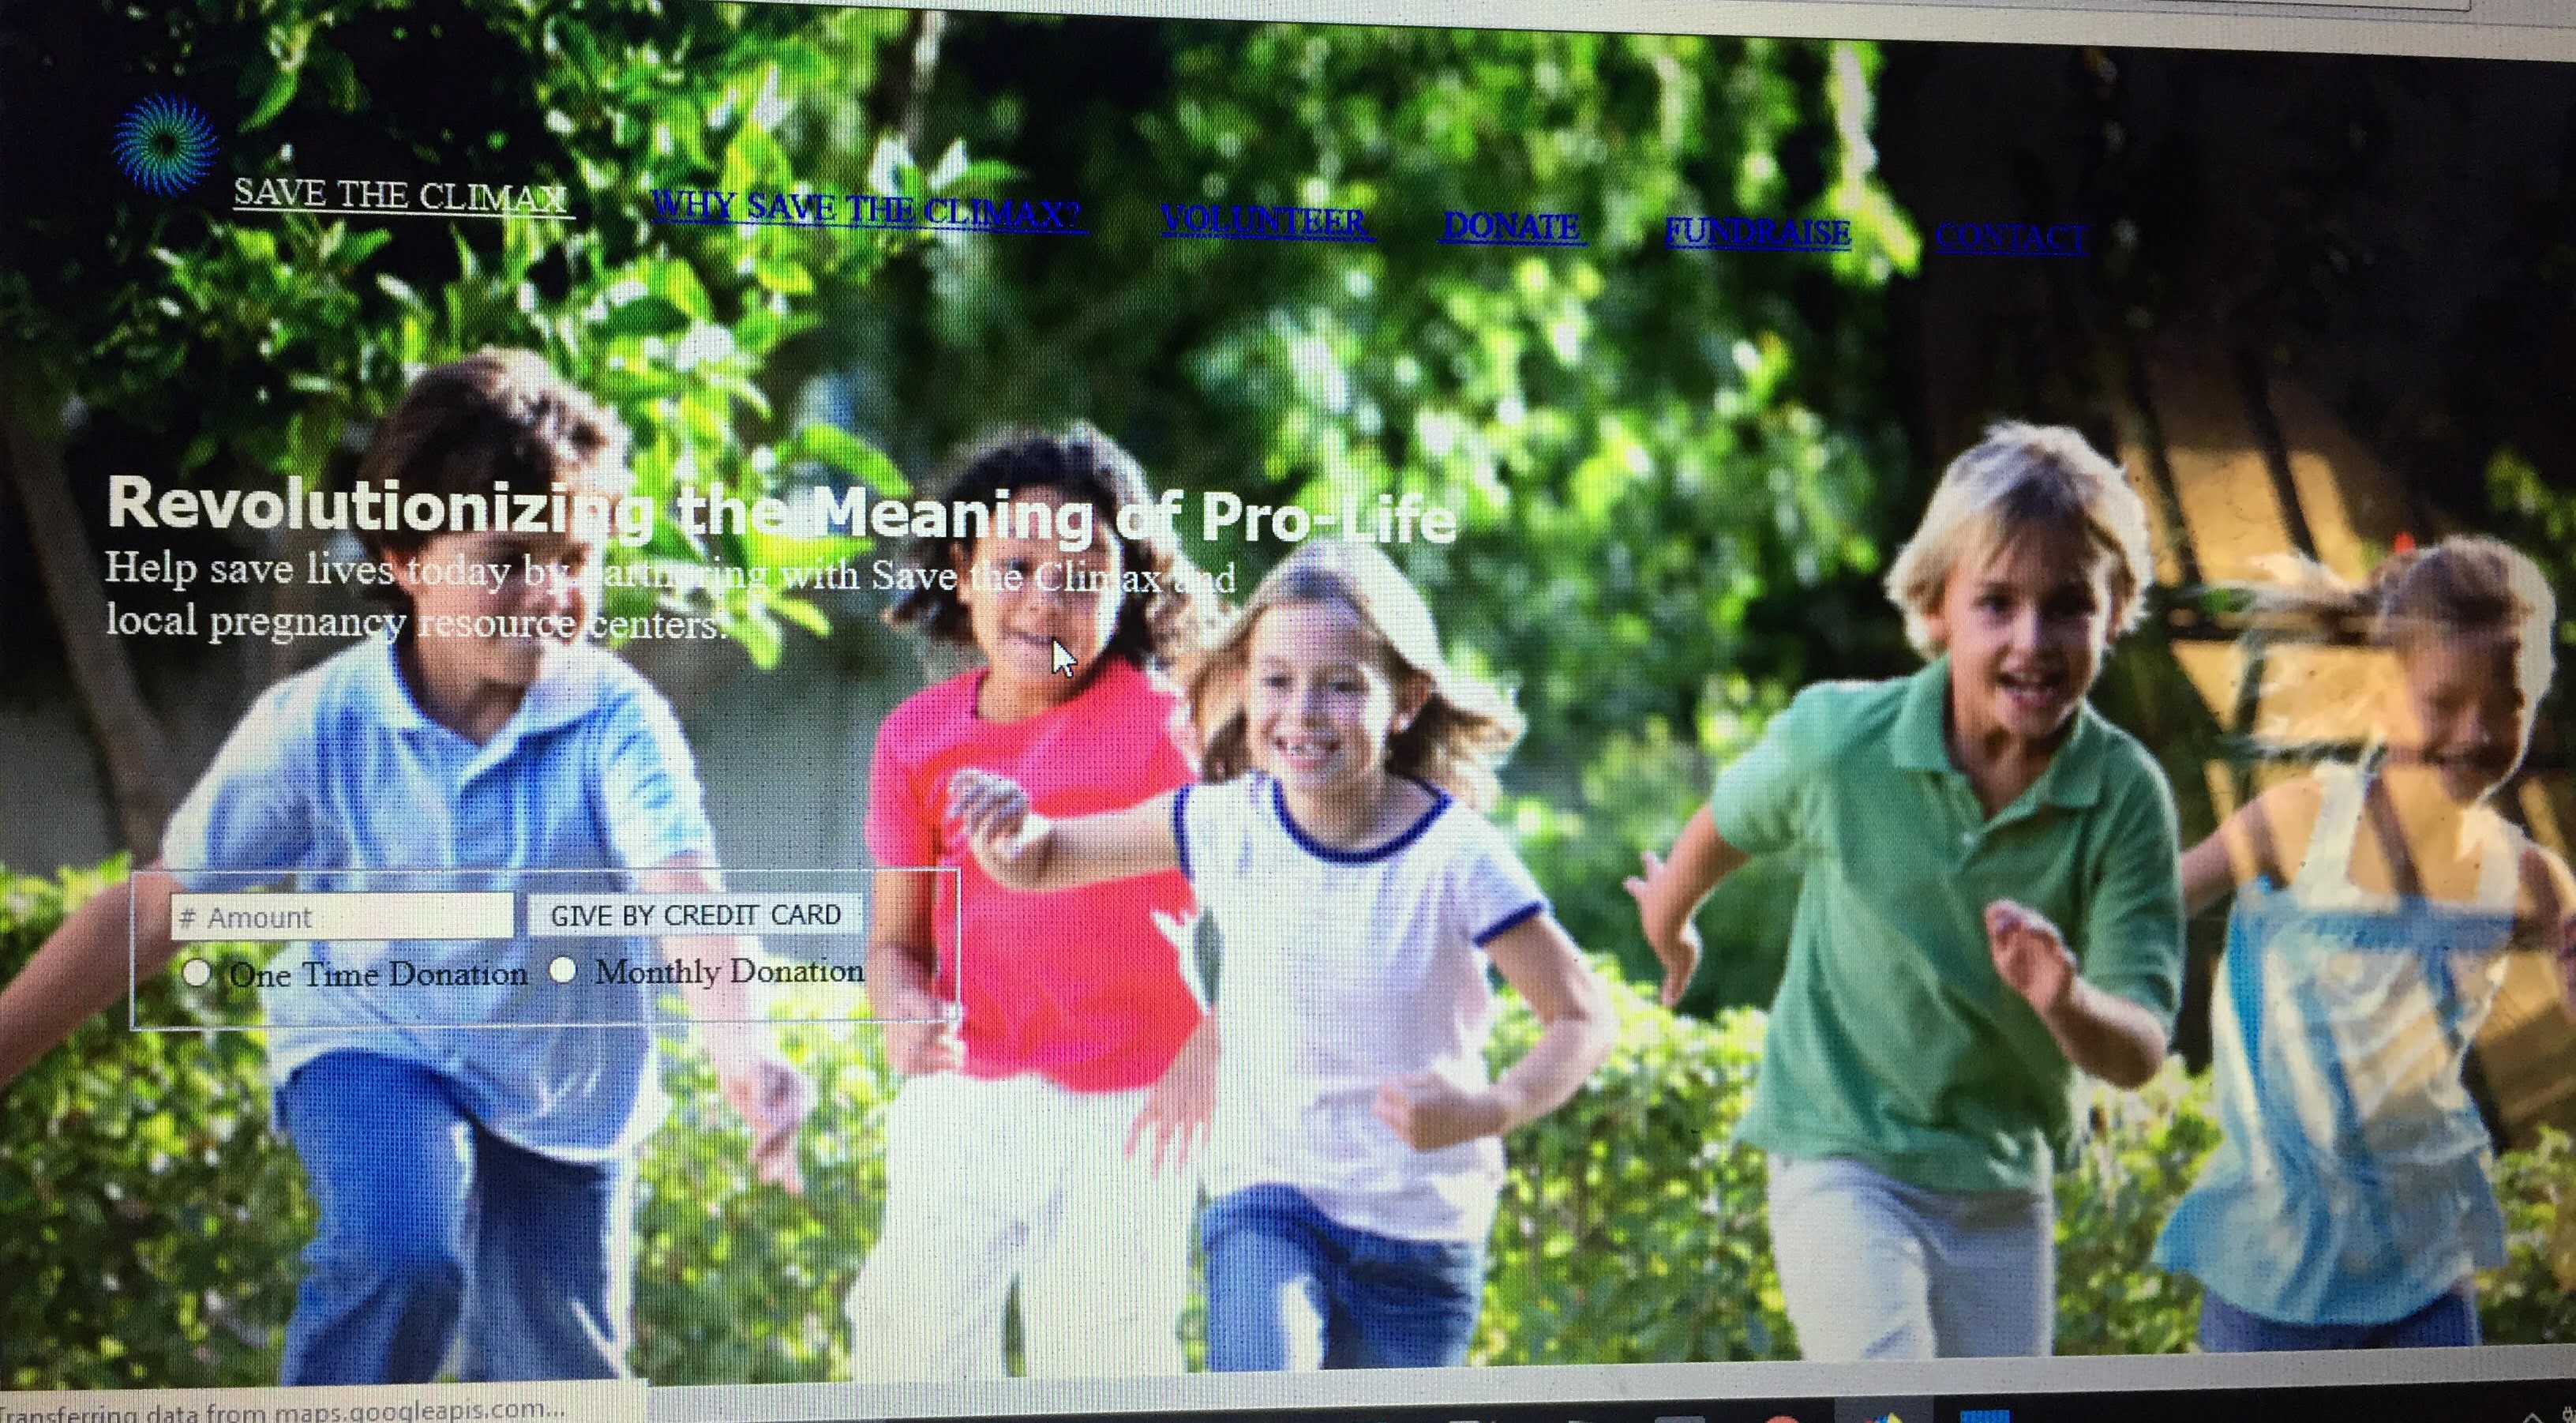 SAVE THE CLIMAX
WHY SAVE THE CLIMAX?
VOLUNTEER
DONATE
FUNDRAISE
CONTACT
Revolutionizing the Meaning of Pro-Life
Help save lives today by partnering with Save the Climax and
local pregnancy resource centers.
# Amount
GIVE BY CREDIT CARD
One Time Donation
Monthly Donation
Transferring data from maps.googleapis.com...